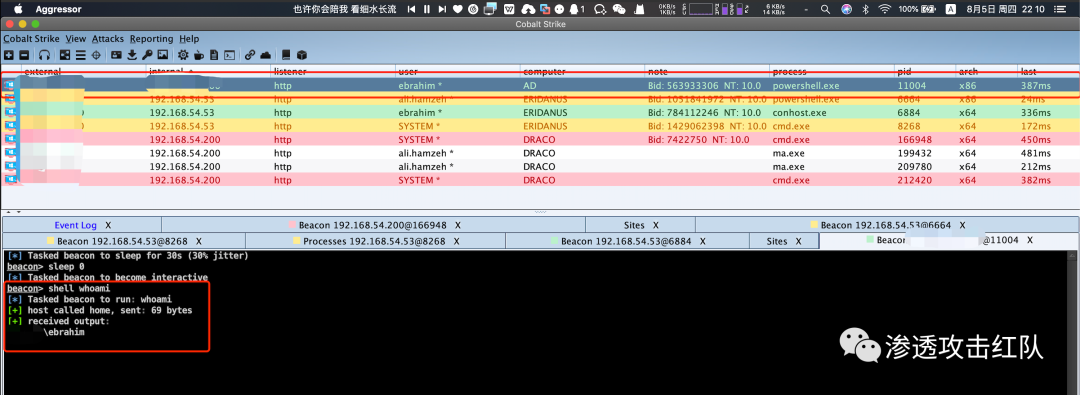 Aggressor 也许你会陪我 看细水长流 0KB/s 1KB/s 6 KB/s 14 KB/s 100% 8月5日 周四 22 10
Cobalt Strike
Cobalt Strike View Attacks Reporting Help
external internal listener user computer note process pid arch last
http ebrahim * AD Bid: 563933306 NT: 10.0 powershell.exe 11004 x86 387ms
192.168.54.53 http ali.hamzeh * ERIDANUS Bid: 1051841972 NT: 10.0 powershell.exe 6664 x86 24ms
192.168.54.53 http ebrahim * ERIDANUS Bid: 784112246 NT: 10.0 conhost.exe 6884 x64 336ms
192.168.54.53 http SYSTEM * ERIDANUS Bid: 1429062398 NT: 10.0 cmd.exe 8268 x64 172ms
192.168.54.200 http SYSTEM * DRACO Bid: 7422750 NT: 10.0 cmd.exe 166948 x64 450ms
192.168.54.200 http ali.hamzeh * DRACO ma.exe 199432 x64 481ms
192.168.54.200 http ali.hamzeh * DRACO ma.exe 209780 x64 212ms
192.168.54.200 http SYSTEM * DRACO cmd.exe 212420 x64 382ms
Event Log X Beacon 192.168.54.200@166948 X Sites X Beacon 192.168.54.53@6664 X
Beacon 192.168.54.53@8268 X Processes 192.168.54.53@8268 X Beacon 192.168.54.53@6884 X Sites X Beacon @11004 X
[*] Tasked beacon to sleep for 30s (30% jitter)
beacon> sleep 0
[*] Tasked beacon to become interactive
beacon> shell whoami
[*] Tasked beacon to run: whoami
[+] host called home, sent: 69 bytes
[+] received output:
\ebrahim
渗透攻击红队